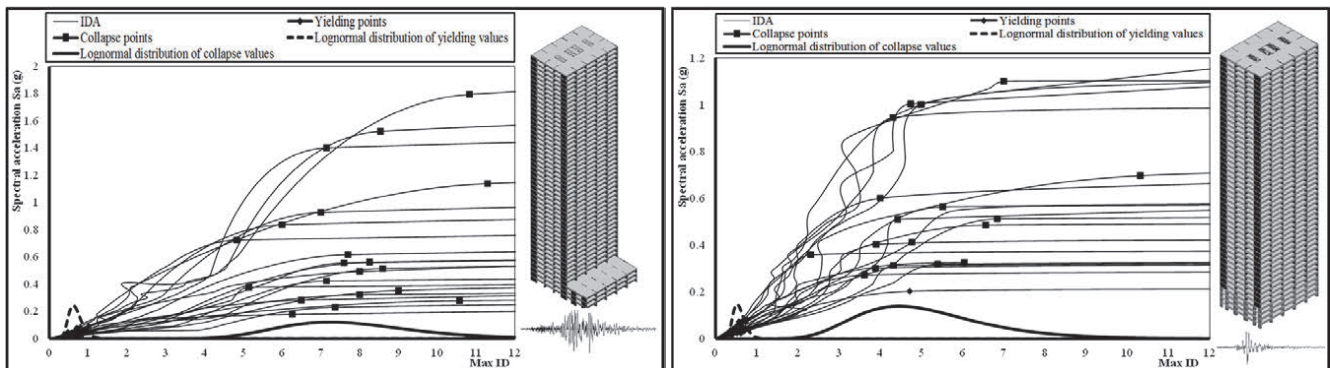 IDA
Yielding points
Collapse points
Lognormal distribution of yielding values
Lognormal distribution of collapse values
Spectral acceleration Sa (g)
2
1.8
1.6
1.4
1.2
1
0.8
0.6
0.4
0.2
0
0 1 2 3 4 5 6 7 8 9 10 11 12
Max ID
IDA
Yielding points
Collapse points
Lognormal distribution of yielding values
Lognormal distribution of collapse values
Spectral acceleration Sa (g)
1.2
1
0.8
0.6
0.4
0.2
0
0 1 2 3 4 5 6 7 8 9 10 11 12
Max ID